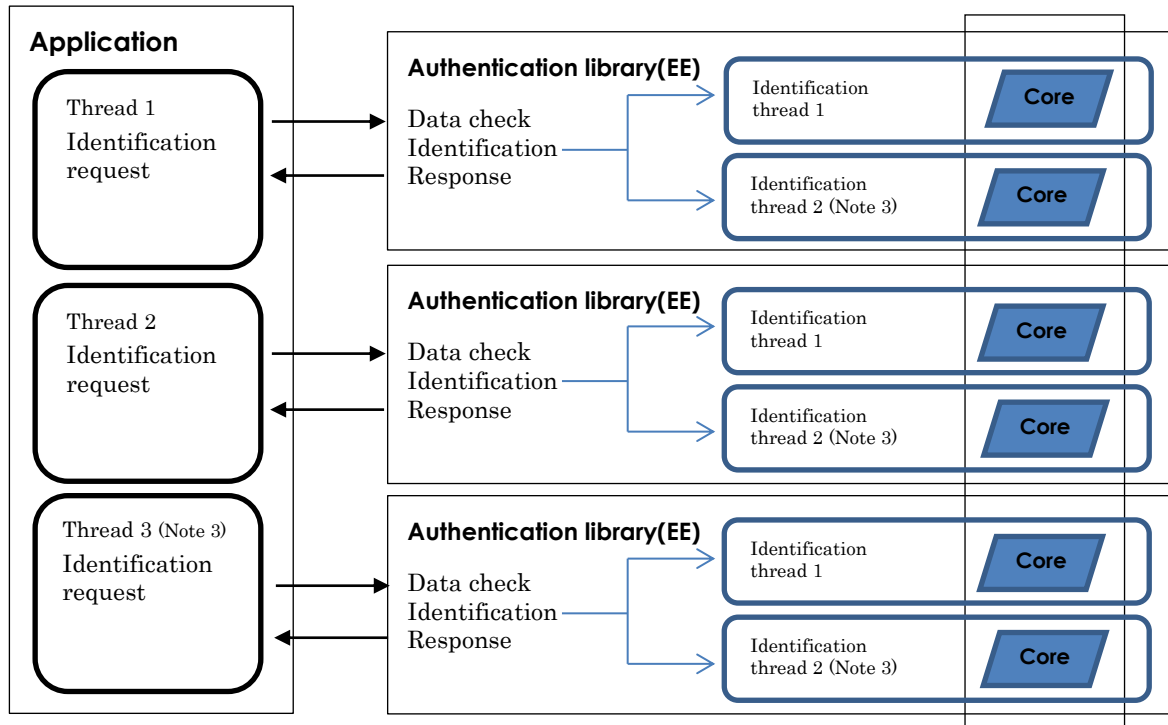 Application
Thread 1
Identification
request
Thread 2
Identification
request
Thread 3 (Note 3)
Identification
request
Authentication library(EE)
Data check
Identification
Response
Identification
thread 1
Core
Identification
thread 2 (Note 3)
Core
Authentication library(EE)
Data check
Identification
Response
Identification
thread 1
Core
Identification
thread 2 (Note 3)
Core
Authentication library(EE)
Data check
Identification
Response
Identification
thread 1
Core
Identification
thread 2 (Note 3)
Core